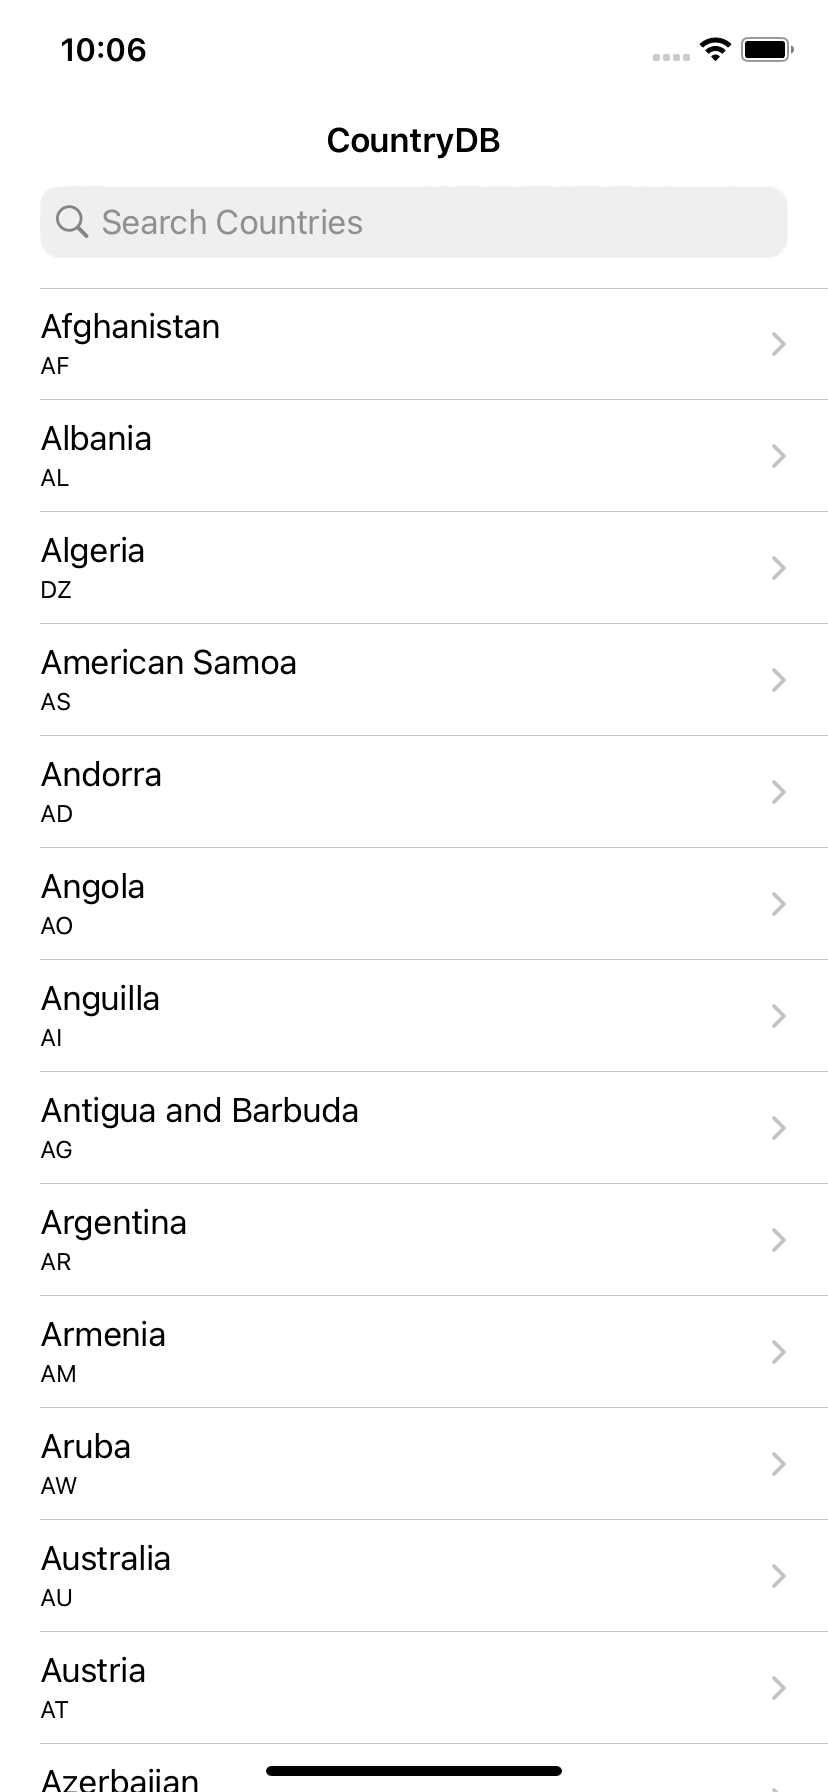 10:06
CountryDB
Search Countries
Afghanistan
AF
Albania
AL
Algeria
DZ
American Samoa
AS
Andorra
AD
Angola
AO
Anguilla
AI
Antigua and Barbuda
AG
Argentina
AR
Armenia
AM
Aruba
AW
Australia
AU
Austria
AT
Azerbaijan